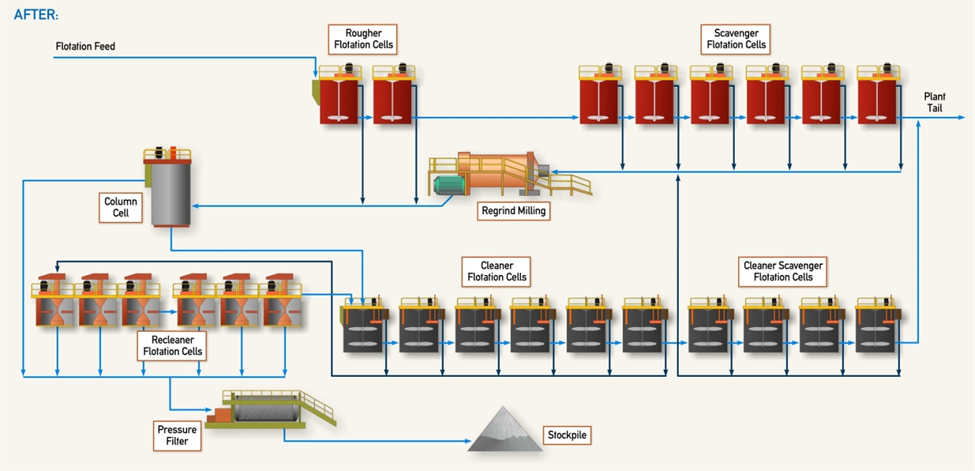 AFTER:
Flotation Feed
Rougher
Flotation Cells
Scavenger
Flotation Cells
Plant
Tail
Column
Cell
Regrind Milling
Cleaner
Flotation Cells
Cleaner Scavenger
Flotation Cells
Recleaner
Flotation Cells
Pressure
Filter
Stockpile